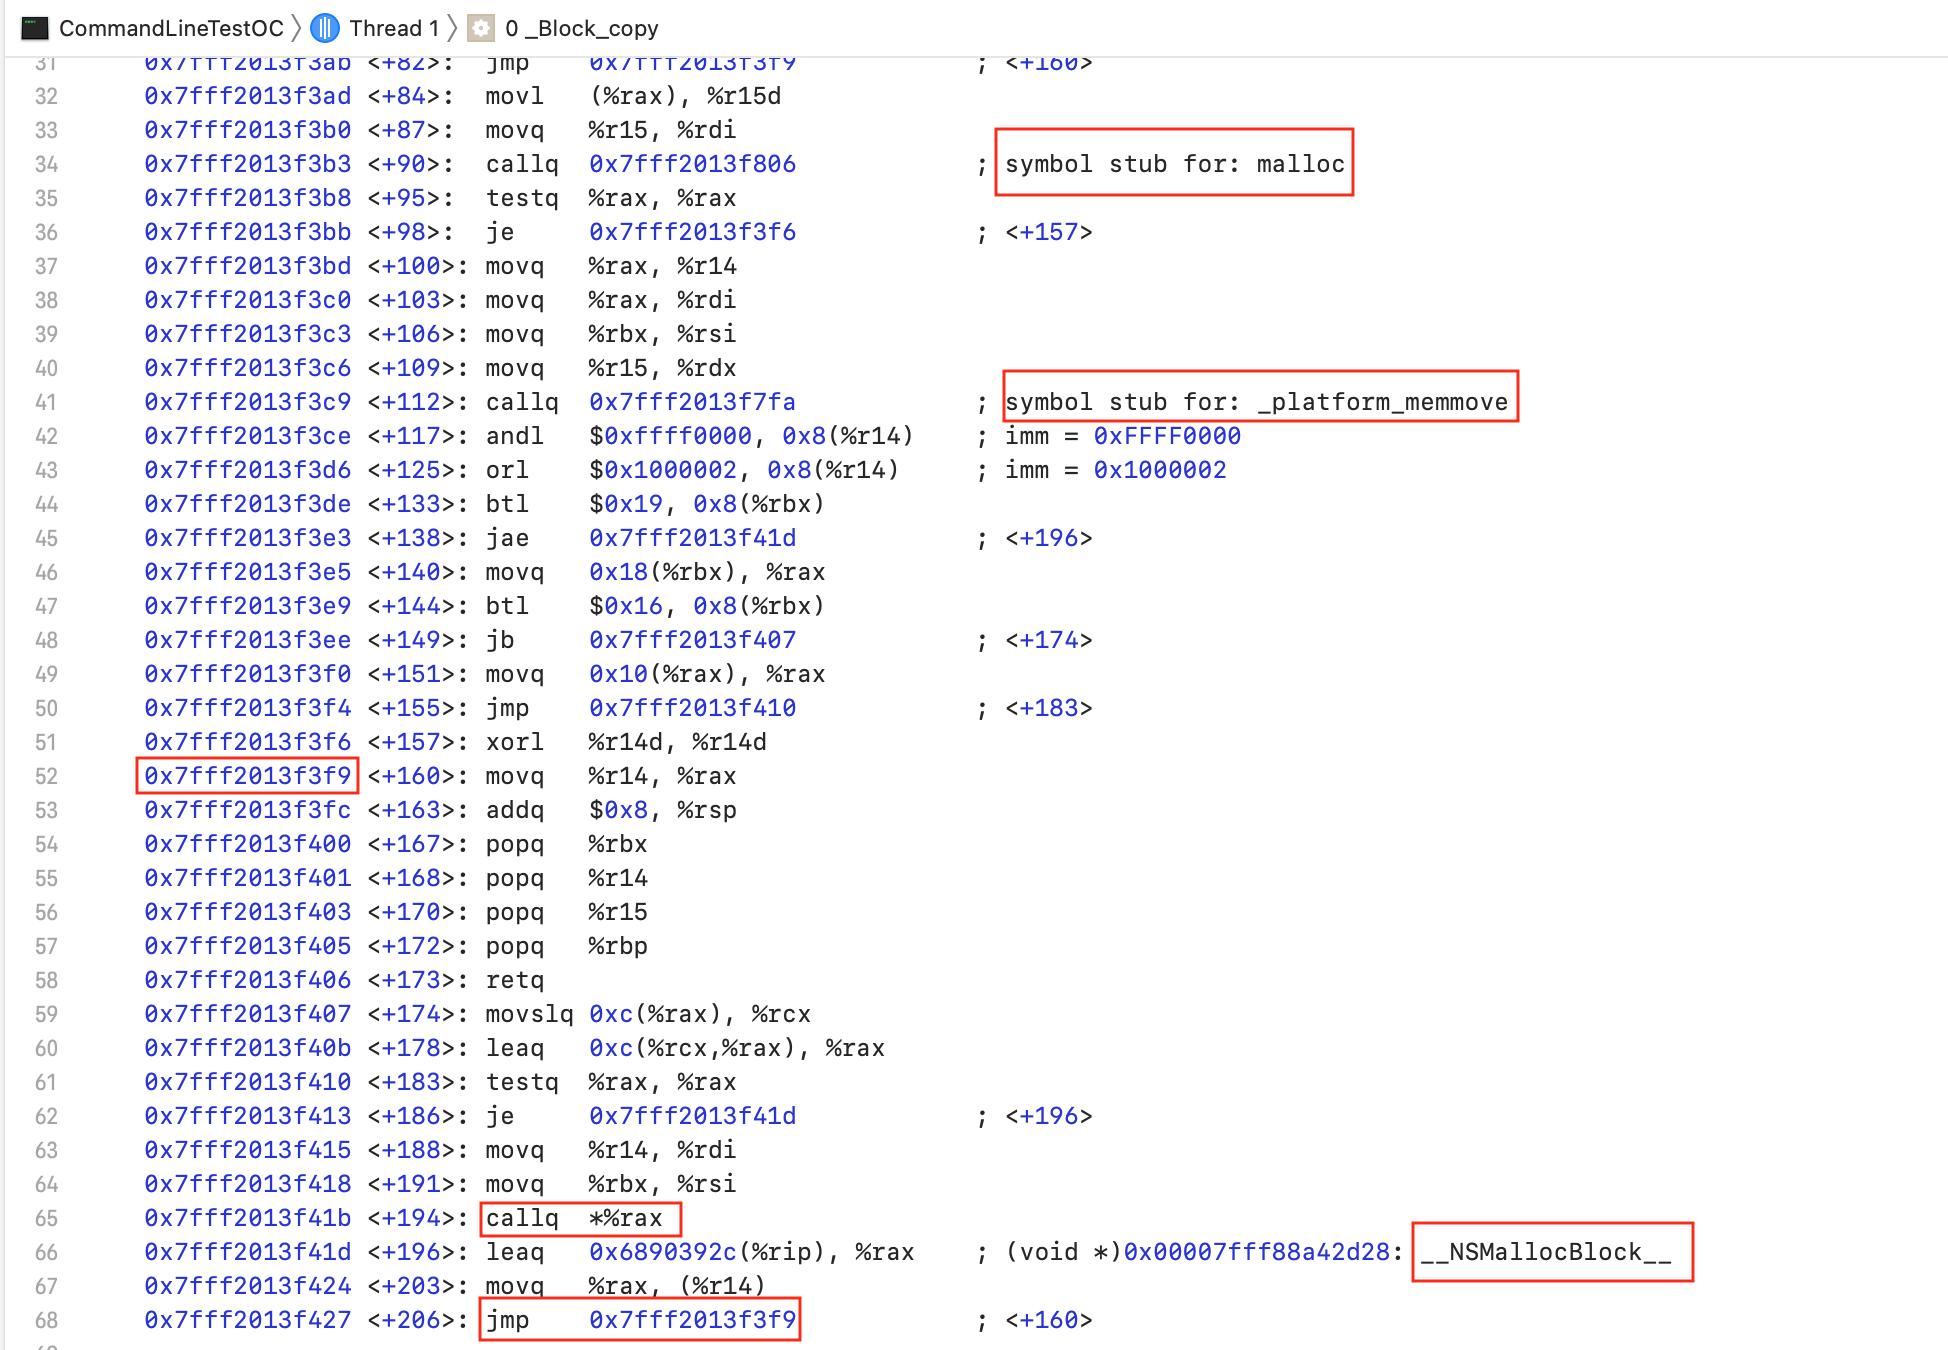 CommandLineTestOC 〉 Thread 1 〉 0 _Block_copy
31 0x7fff2013f3ab <+82>: jmp 0x7fff2013f3f9 ; <+160>
32 0x7fff2013f3ad <+84>: movl (%rax), %r15d
33 0x7fff2013f3b0 <+87>: movq %r15, %rdi
34 0x7fff2013f3b3 <+90>: callq 0x7fff2013f806 ; symbol stub for: malloc
35 0x7fff2013f3b8 <+95>: testq %rax, %rax
36 0x7fff2013f3bb <+98>: je 0x7fff2013f3f6 ; <+157>
37 0x7fff2013f3bd <+100>: movq %rax, %r14
38 0x7fff2013f3c0 <+103>: movq %rax, %rdi
39 0x7fff2013f3c3 <+106>: movq %rbx, %rsi
40 0x7fff2013f3c6 <+109>: movq %r15, %rdx
41 0x7fff2013f3c9 <+112>: callq 0x7fff2013f7fa ; symbol stub for: _platform_memmove
42 0x7fff2013f3ce <+117>: andl $0xffff0000, 0x8(%r14) ; imm = 0xFFFF0000
43 0x7fff2013f3d6 <+125>: orl $0x1000002, 0x8(%r14) ; imm = 0x1000002
44 0x7fff2013f3de <+133>: btl $0x19, 0x8(%rbx)
45 0x7fff2013f3e3 <+138>: jae 0x7fff2013f41d ; <+196>
46 0x7fff2013f3e5 <+140>: movq 0x18(%rbx), %rax
47 0x7fff2013f3e9 <+144>: btl $0x16, 0x8(%rbx)
48 0x7fff2013f3ee <+149>: jb 0x7fff2013f407 ; <+174>
49 0x7fff2013f3f0 <+151>: movq 0x10(%rax), %rax
50 0x7fff2013f3f4 <+155>: jmp 0x7fff2013f410 ; <+183>
51 0x7fff2013f3f6 <+157>: xorl %r14d, %r14d
52 0x7fff2013f3f9 <+160>: movq %r14, %rax
53 0x7fff2013f3fc <+163>: addq $0x8, %rsp
54 0x7fff2013f400 <+167>: popq %rbx
55 0x7fff2013f401 <+168>: popq %r14
56 0x7fff2013f403 <+170>: popq %r15
57 0x7fff2013f405 <+172>: popq %rbp
58 0x7fff2013f406 <+173>: retq
59 0x7fff2013f407 <+174>: movslq 0xc(%rax), %rcx
60 0x7fff2013f40b <+178>: leaq 0xc(%rcx,%rax), %rax
61 0x7fff2013f410 <+183>: testq %rax, %rax
62 0x7fff2013f413 <+186>: je 0x7fff2013f41d ; <+196>
63 0x7fff2013f415 <+188>: movq %r14, %rdi
64 0x7fff2013f418 <+191>: movq %rbx, %rsi
65 0x7fff2013f41b <+194>: callq *%rax
66 0x7fff2013f41d <+196>: leaq 0x6890392c(%rip), %rax ; (void *)0x00007fff88a42d28: __NSMallocBlock__
67 0x7fff2013f424 <+203>: movq %rax, (%r14)
68 0x7fff2013f427 <+206>: jmp 0x7fff2013f3f9 ; <+160>